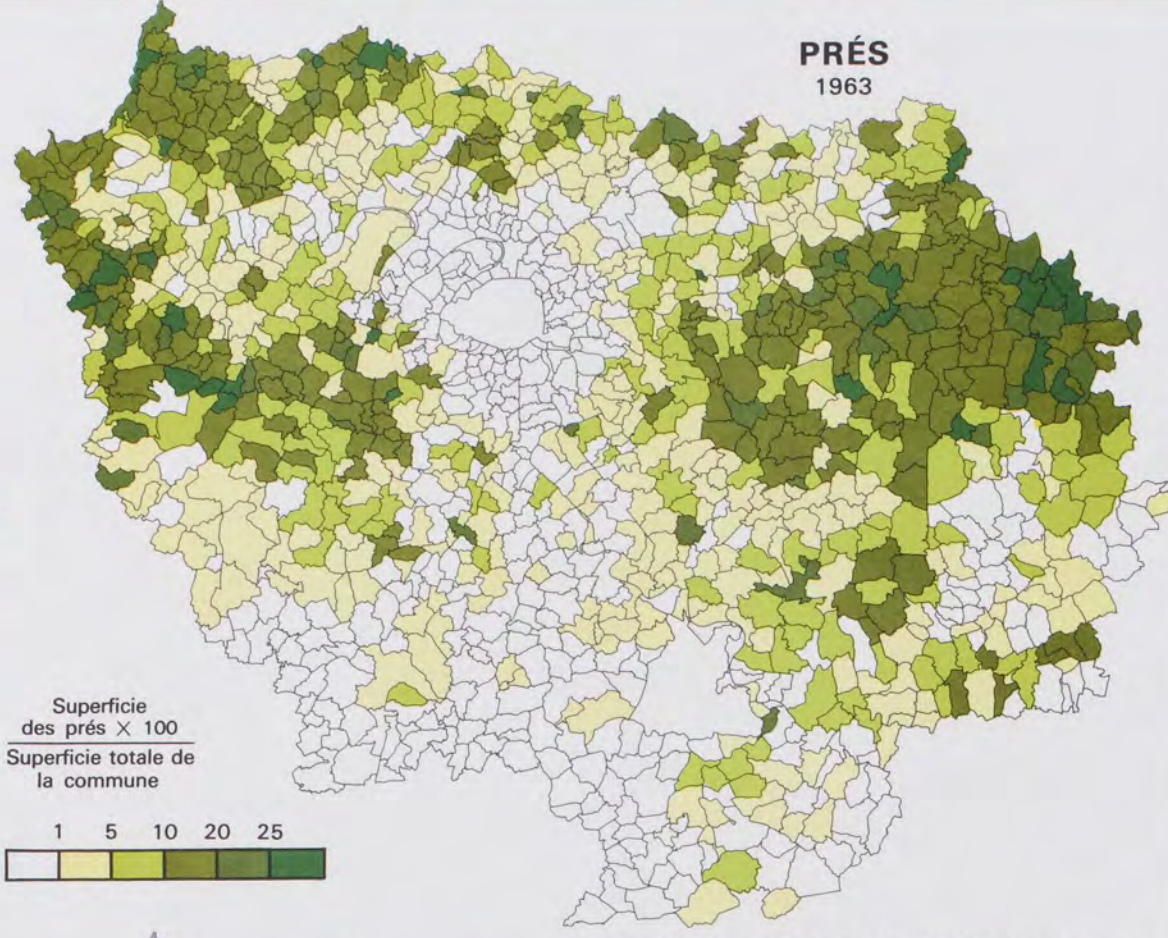 PRÉS
1963
Superficie
des prés × 100
Superficie totale de
la commune
1 5 10 20 25